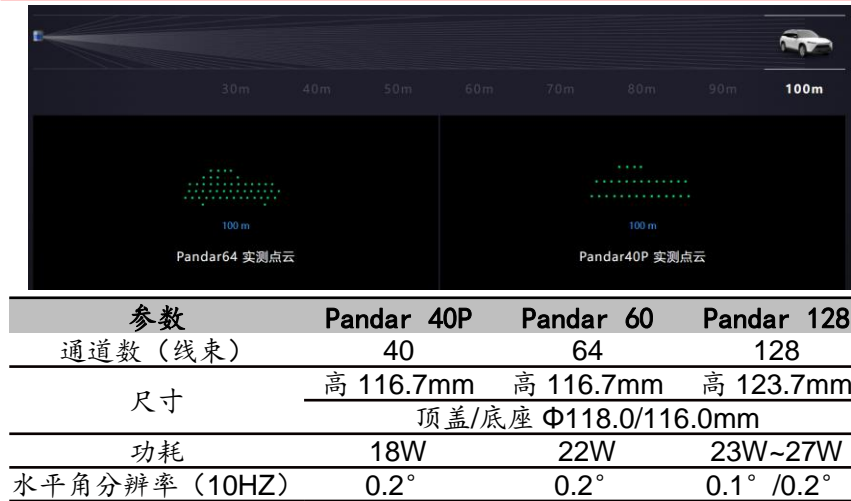 30m 40m 50m 60m 70m 80m 90m 100m
100 m 100 m
Pandar64 实测点云 Pandar40P 实测点云
参数 Pandar 40P Pandar 60 Pandar 128
通道数（线束） 40 64 128
尺寸 高 116.7mm 高 116.7mm 高 123.7mm
顶盖/底座 Φ118.0/116.0mm
功耗 18W 22W 23W~27W
水平角分辨率（10HZ） 0.2° 0.2° 0.1° /0.2°